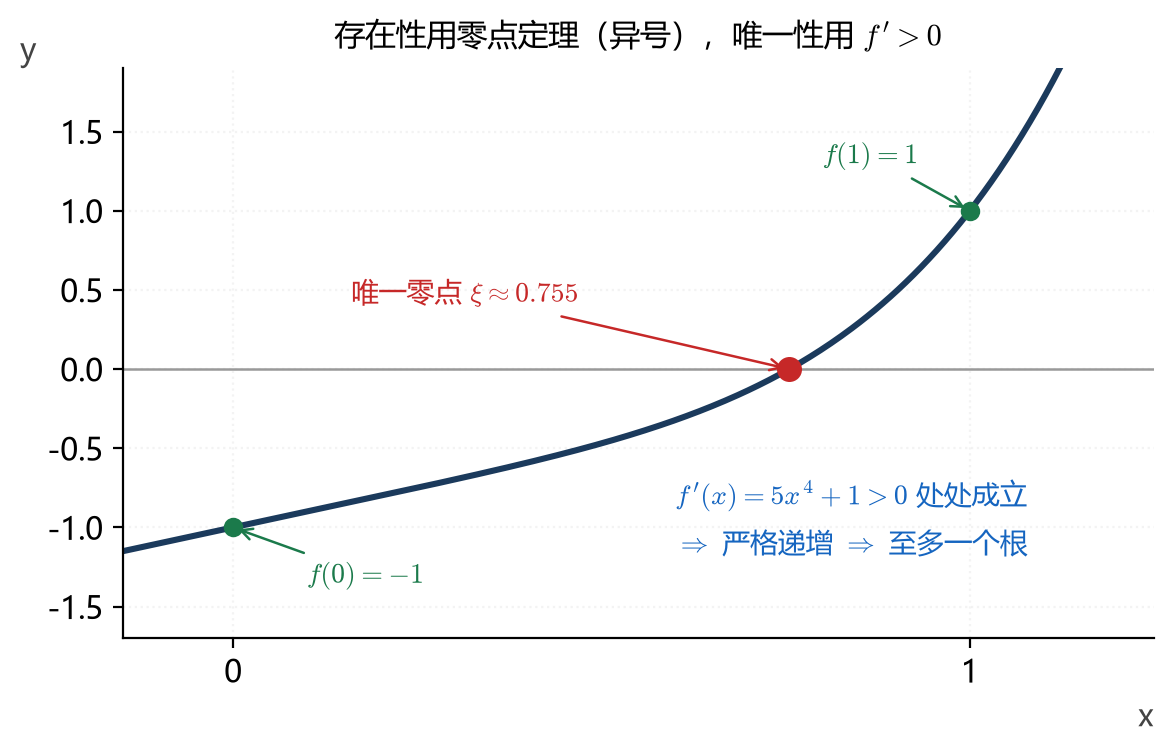 存在性用零点定理（异号），唯一性用 f′ > 0
y
1.5
1.0
0.5
0.0
-0.5
-1.0
-1.5
f(1) = 1
唯一零点 ξ ≈ 0.755
f′(x) = 5x⁴ + 1 > 0 处处成立
⇒ 严格递增 ⇒ 至多一个根
f(0) = −1
0
1
x